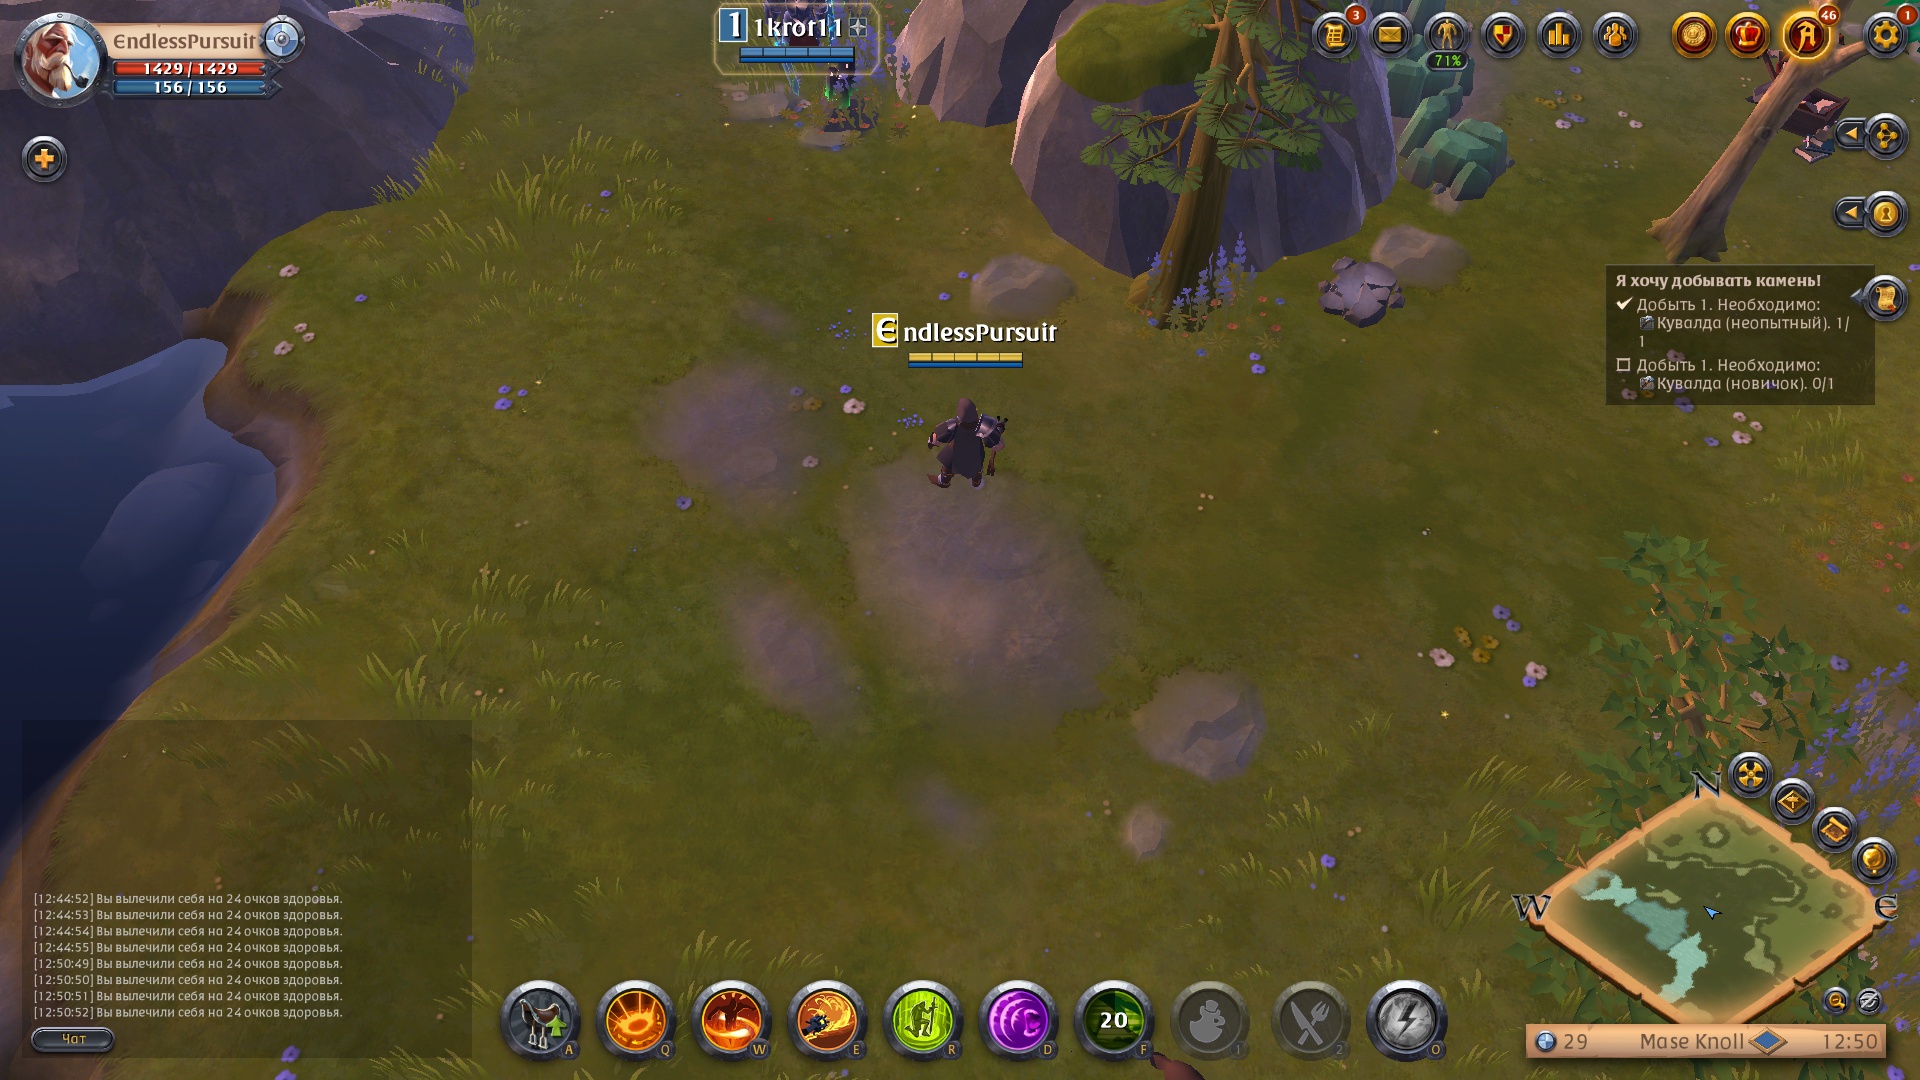 EndlessPursuit
1429 / 1429
156 / 156
1 1krot11
3
71%
46
1
EndlessPursuit
Я хочу добывать камень!
Добыть 1. Необходимо:
Кувалда (неопытный). 1/
1
Добыть 1. Необходимо:
Кувалда (новичок). 0/1
N
W
E
[12:44:52] Вы вылечили себя на 24 очков здоровья.
[12:44:53] Вы вылечили себя на 24 очков здоровья.
[12:44:54] Вы вылечили себя на 24 очков здоровья.
[12:44:55] Вы вылечили себя на 24 очков здоровья.
[12:50:49] Вы вылечили себя на 24 очков здоровья.
[12:50:50] Вы вылечили себя на 24 очков здоровья.
[12:50:51] Вы вылечили себя на 24 очков здоровья.
[12:50:52] Вы вылечили себя на 24 очков здоровья.
Чат
20
A Q W E R D F 1 2 O
29 Mase Knoll 12:50